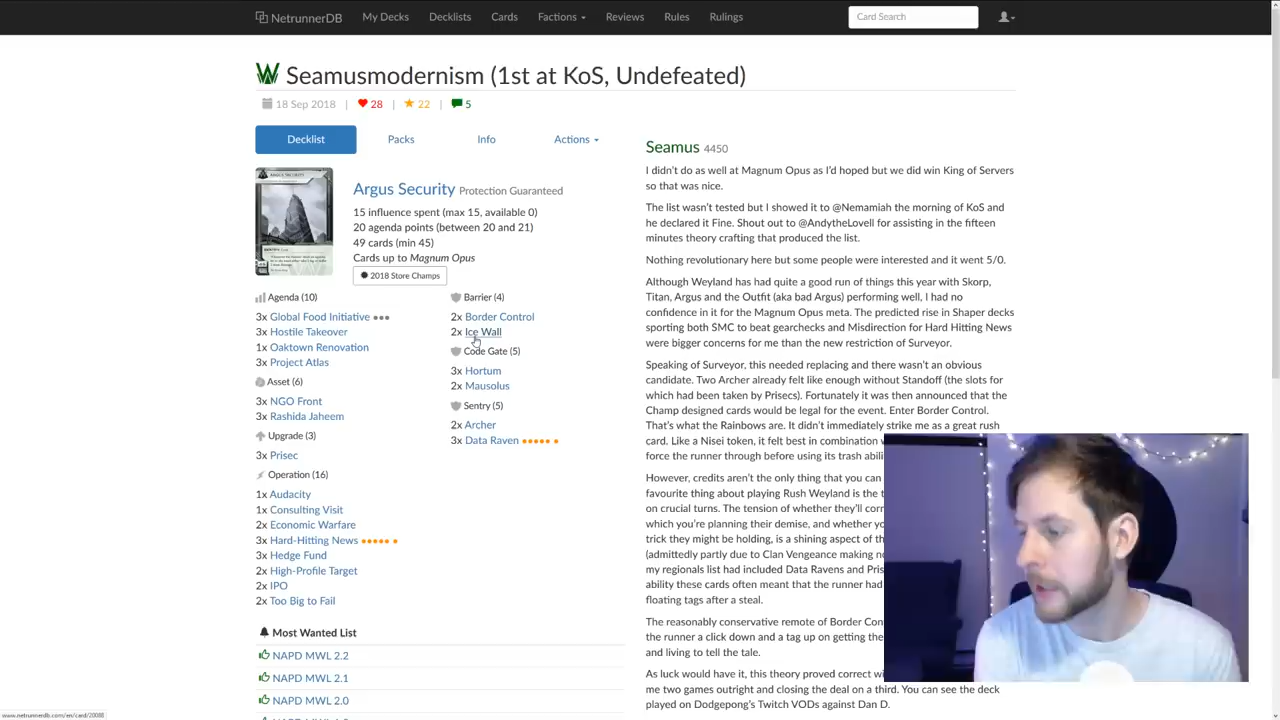 NetrunnerDB My Decks Decklists Cards Factions Reviews Rules Rulings Card Search
Seamusmodernism (1st at KoS, Undefeated)
18 Sep 2018 | 28 | 22 | 5
Decklist Packs Info Actions
ARGUS SECURITY
Argus Security Protection Guaranteed
15 influence spent (max 15, available 0)
20 agenda points (between 20 and 21)
49 cards (min 45)
Cards up to Magnum Opus
2018 Store Champs
Agenda (10)
3x Global Food Initiative ●●●
3x Hostile Takeover
1x Oaktown Renovation
3x Project Atlas
Asset (6)
3x NGO Front
3x Rashida Jaheem
Upgrade (3)
3x Prisec
Operation (16)
1x Audacity
1x Consulting Visit
2x Economic Warfare
3x Hard-Hitting News ●●●●● ●
3x Hedge Fund
2x High-Profile Target
2x IPO
2x Too Big to Fail
Barrier (4)
2x Border Control
2x Ice Wall
Code Gate (5)
3x Hortum
2x Mausolus
Sentry (5)
2x Archer
3x Data Raven ●●●●● ●
Most Wanted List
NAPD MWL 2.2
NAPD MWL 2.1
NAPD MWL 2.0
Seamus 4450
I didn't do as well at Magnum Opus as I'd hoped but we did win King of Servers
so that was nice.
The list wasn't tested but I showed it to @Nemamiah the morning of KoS and
he declared it Fine. Shout out to @AndytheLovell for assisting in the fifteen
minutes theory crafting that produced the list.
Nothing revolutionary here but some people were interested and it went 5/0.
Although Weyland has had quite a good run of things this year with Skorp,
Titan, Argus and the Outfit (aka bad Argus) performing well, I had no
confidence in it for the Magnum Opus meta. The predicted rise in Shaper decks
sporting both SMC to beat gearchecks and Misdirection for Hard Hitting News
were bigger concerns for me than the new restriction of Surveyor.
Speaking of Surveyor, this needed replacing and there wasn't an obvious
candidate. Two Archer already felt like enough without Standoff (the slots for
which had been taken by Prisecs). Fortunately it was then announced that the
Champ designed cards would be legal for the event. Enter Border Control.
That's what the Rainbows are. It didn't immediately strike me as a great rush
card. Like a Nisei token, it felt best in combination
force the runner through before using its trash
However, credits aren't the only thing that you can
favourite thing about playing Rush Weyland is the
on crucial turns. The tension of whether they'll
which you're planning their demise, and whether
trick they might be holding, is a shining aspect of
(admittedly partly due to Clan Vengeance making
my regionals list had included Data Ravens and
ability these cards often meant that the runner had
floating tags after a steal.
The reasonably conservative remote of Border
the runner a click down and a tag up on getting
and living to tell the tale.
As luck would have it, this theory proved correct
me two games outright and closing the deal on a third. You can see the deck
played on Dodgepong's Twitch VODs against Dan D.
www.netrunnerdb.com/en/card/20088